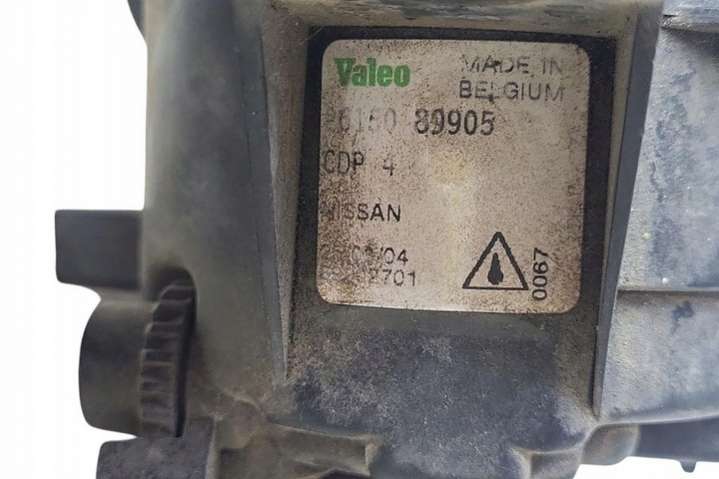 Valeo
MADE IN
BELGIUM
89905
CDP 4
NISSAN
0067